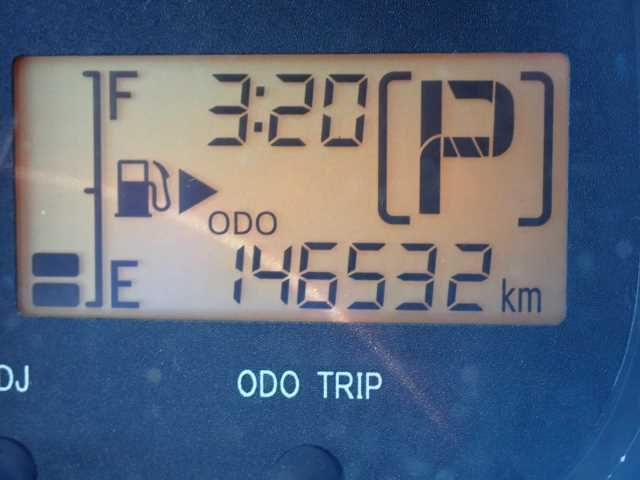 F 3:20 P
ODO
E 146532 km
DJ ODO TRIP